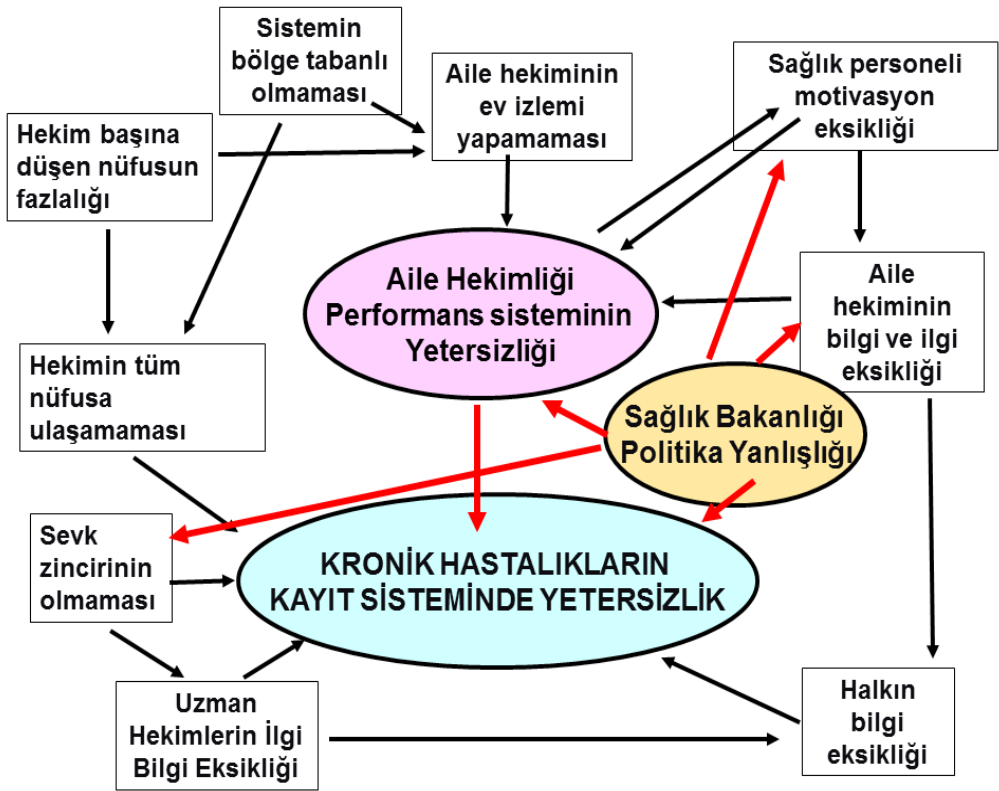 Sistemin
bölge tabanlı
olmaması
Aile hekiminin
ev izlemi
yapamaması
Sağlık personeli
motivasyon
eksikliği
Hekim başına
düşen nüfusun
fazlalığı
Aile Hekimliği
Performans sisteminin
Yetersizliği
Aile
hekiminin
bilgi ve ilgi
eksikliği
Hekimin tüm
nüfusa
ulaşamaması
Sağlık Bakanlığı
Politika Yanlışlığı
Sevk
zincirinin
olmaması
KRONİK HASTALIKLARIN
KAYIT SİSTEMİNDE YETERSİZLİK
Uzman
Hekimlerin İlgi
Bilgi Eksikliği
Halkın
bilgi
eksikliği